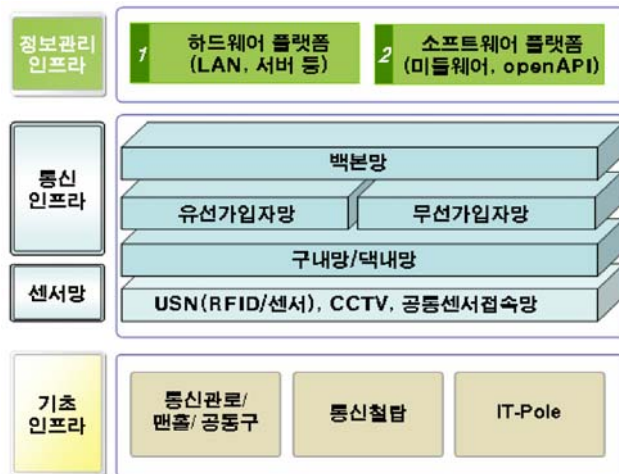 정보관리
인프라
1
하드웨어 플랫폼
(LAN, 서버 등)
2
소프트웨어 플랫폼
(미들웨어, openAPI)
통신
인프라
백본망
유선가입자망
무선가입자망
구내망/댁내망
센서망
USN(RFID/센서), CCTV, 공통센서접속망
기초
인프라
통신관로/
맨홀/ 공동구
통신철탑
IT-Pole